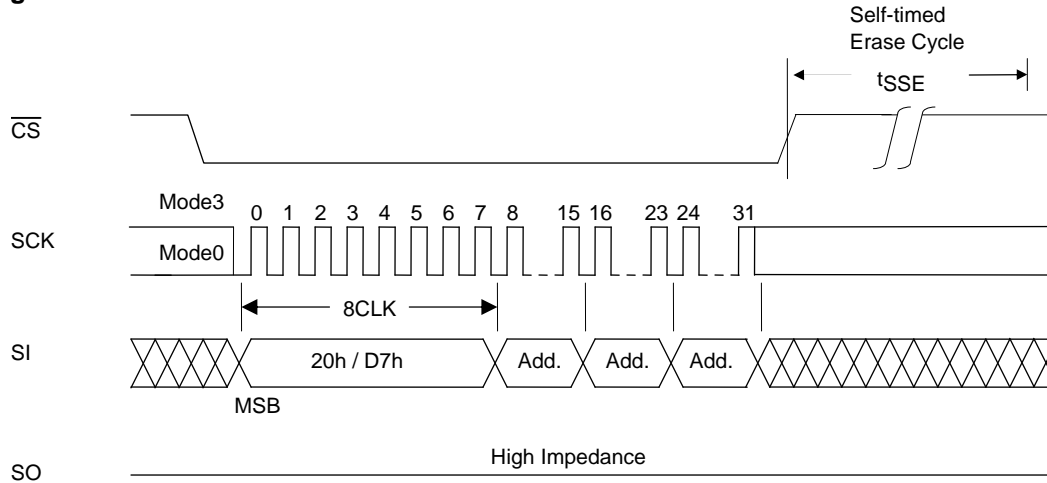 Self-timed
Erase Cycle
tSSE
CS
Mode3
0 1 2 3 4 5 6 7 8 15 16 23 24 31
SCK
Mode0
8CLK
SI
20h / D7h
Add.
Add.
Add.
MSB
High Impedance
SO